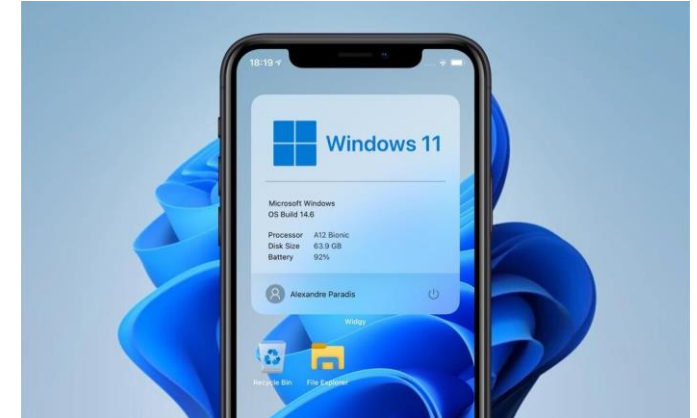 18:19
Windows 11
Microsoft Windows
OS Build 14.6
Processor A12 Bionic
Disk Size 63.9 GB
Battery 92%
Alexandre Paradis
Widgy
Recycle Bin File Explorer